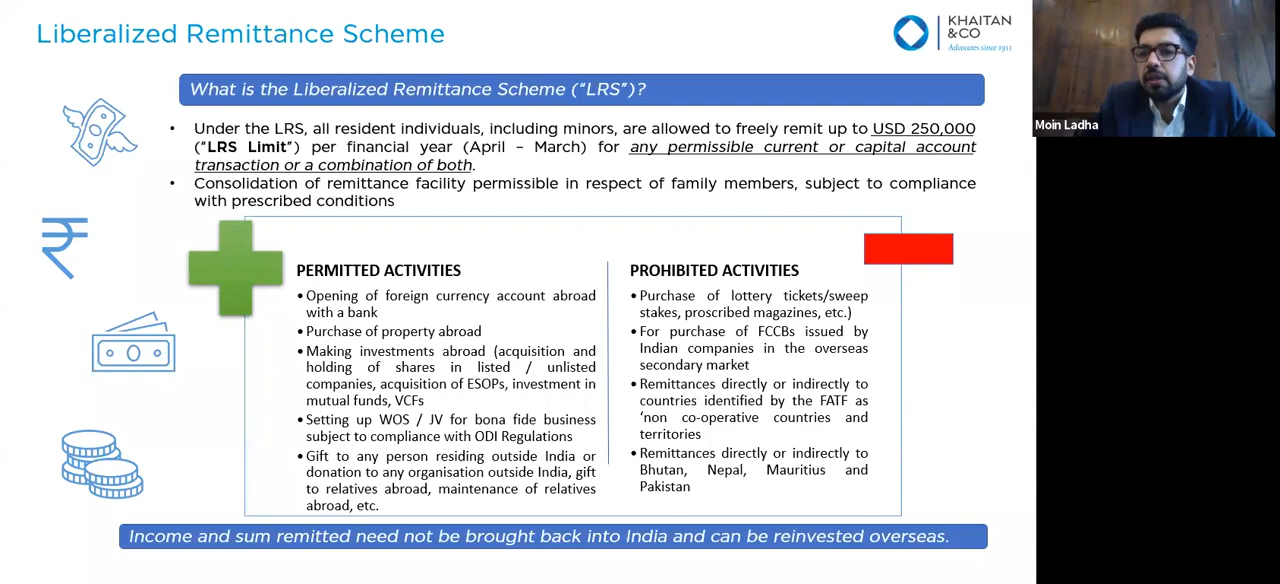 Liberalized Remittance Scheme
KHAITAN
&CO
Advocates since 1911
Moin Ladha
What is the Liberalized Remittance Scheme (“LRS”)?
• Under the LRS, all resident individuals, including minors, are allowed to freely remit up to USD 250,000
("LRS Limit") per financial year (April – March) for any permissible current or capital account
transaction or a combination of both.
• Consolidation of remittance facility permissible in respect of family members, subject to compliance
with prescribed conditions
PERMITTED ACTIVITIES
• Opening of foreign currency account abroad
with a bank
• Purchase of property abroad
• Making investments abroad (acquisition and
holding of shares in listed / unlisted
companies, acquisition of ESOPs, investment in
mutual funds, VCFs
• Setting up WOS / JV for bona fide business
subject to compliance with ODI Regulations
• Gift to any person residing outside India or
donation to any organisation outside India, gift
to relatives abroad, maintenance of relatives
abroad, etc.
PROHIBITED ACTIVITIES
• Purchase of lottery tickets/sweep
stakes, proscribed magazines, etc.)
• For purchase of FCCBs issued by
Indian companies in the overseas
secondary market
• Remittances directly or indirectly to
countries identified by the FATF as
‘non co-operative countries and
territories
• Remittances directly or indirectly to
Bhutan, Nepal, Mauritius and
Pakistan
Income and sum remitted need not be brought back into India and can be reinvested overseas.